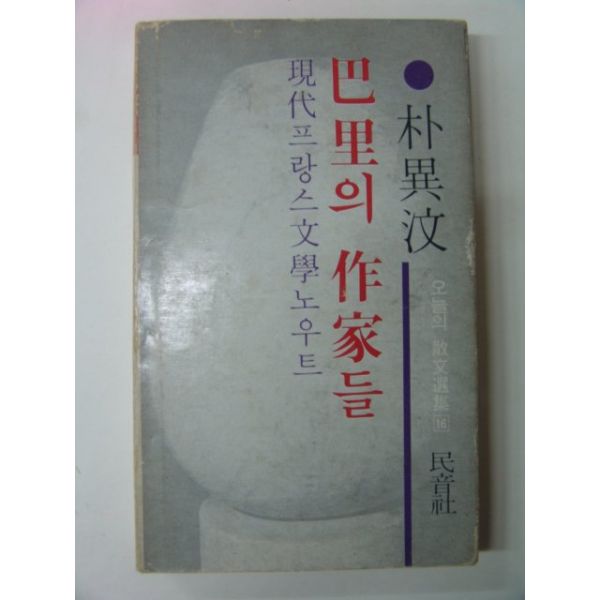 朴異汶
巴里의 作家들
現代프랑스文學노우트
오늘의 散文選集 16
民音社